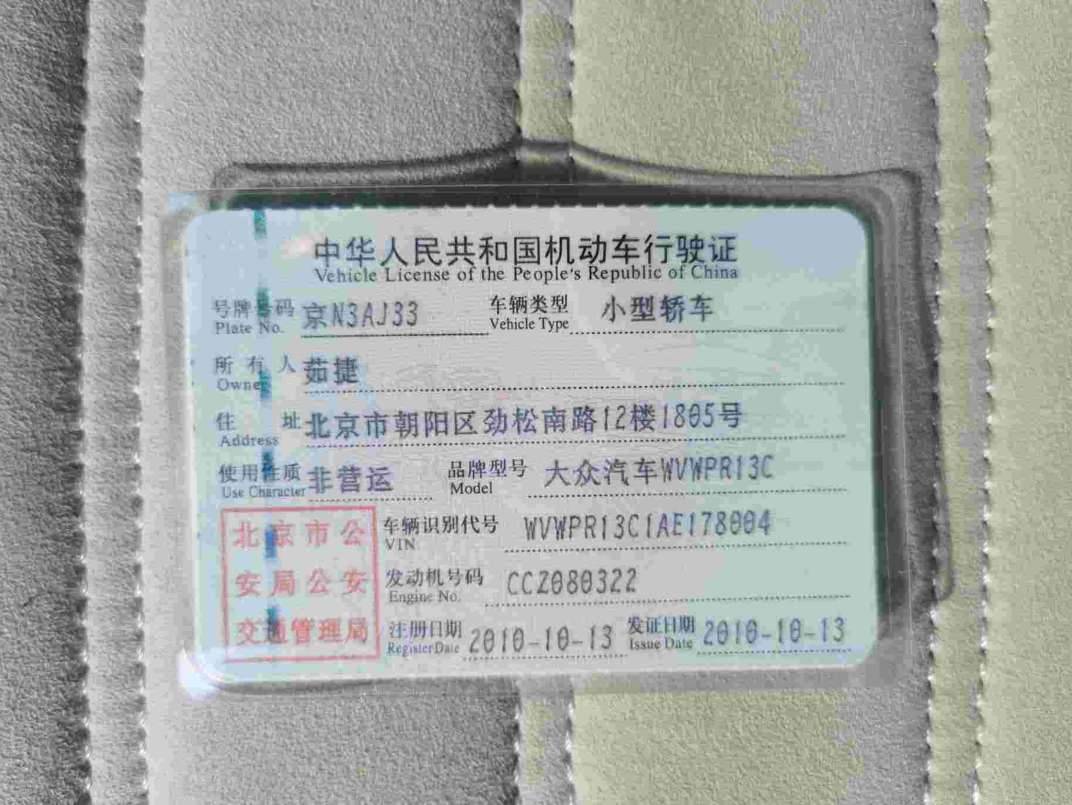 中华人民共和国机动车行驶证
Vehicle License of the People's Republic of China
号牌号码 京N3AJ33 车辆类型 小型轿车
Plate No. Vehicle Type
所有人 茹捷
Owner
住址 北京市朝阳区劲松南路12楼1805号
Address
使用性质 非营运 品牌型号 大众汽车WVWPR13C
Use Character Model
车辆识别代号 WVWPR13C1AE178004
VIN
发动机号码 CCZ080322
Engine No.
注册日期 2010-10-13 发证日期 2010-10-13
Register Date Issue Date
北京市公
安局公安
交通管理局